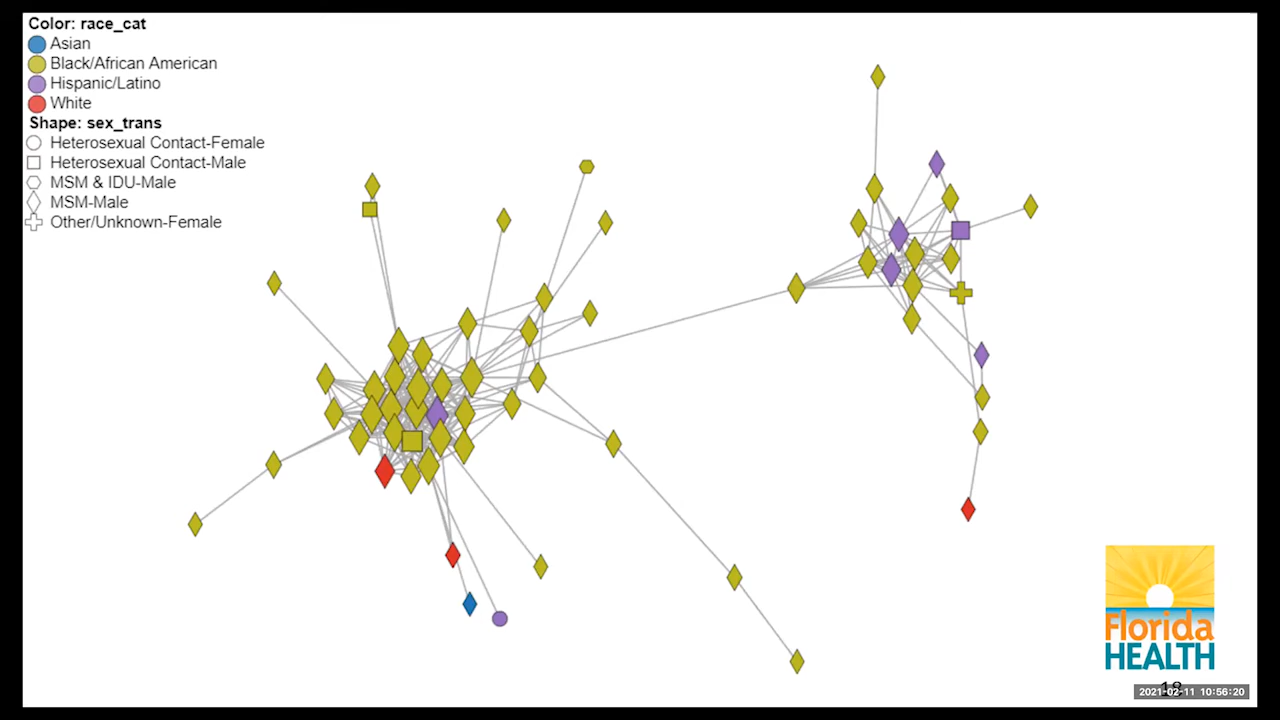 Color: race_cat
Asian
Black/African American
Hispanic/Latino
White
Shape: sex_trans
Heterosexual Contact-Female
Heterosexual Contact-Male
MSM & IDU-Male
MSM-Male
Other/Unknown-Female
Florida
HEALTH
2021-02-11 10:56:20